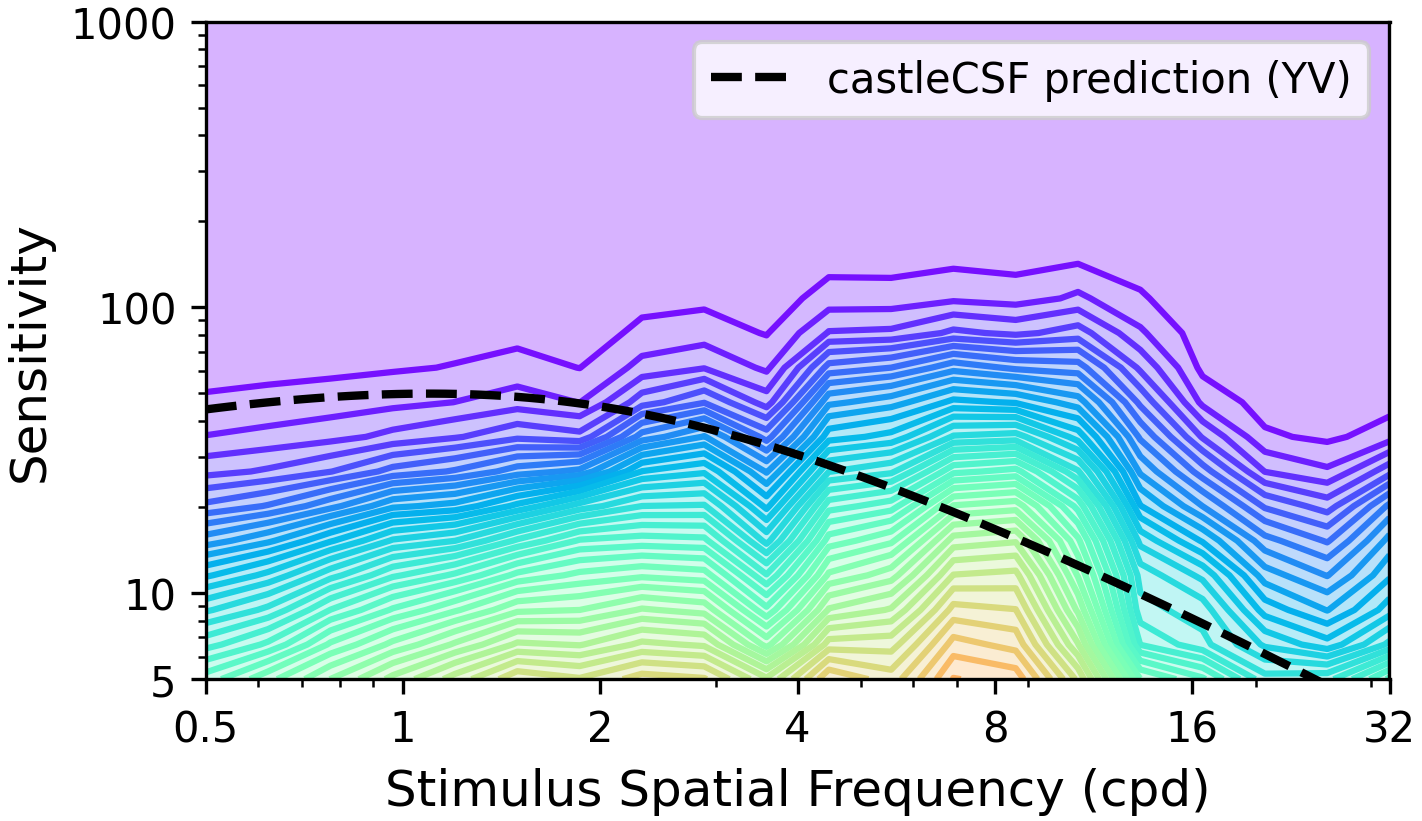 1000
castleCSF prediction (YV)
100
10
5
Sensitivity
0.5 1 2 4 8 16 32
Stimulus Spatial Frequency (cpd)